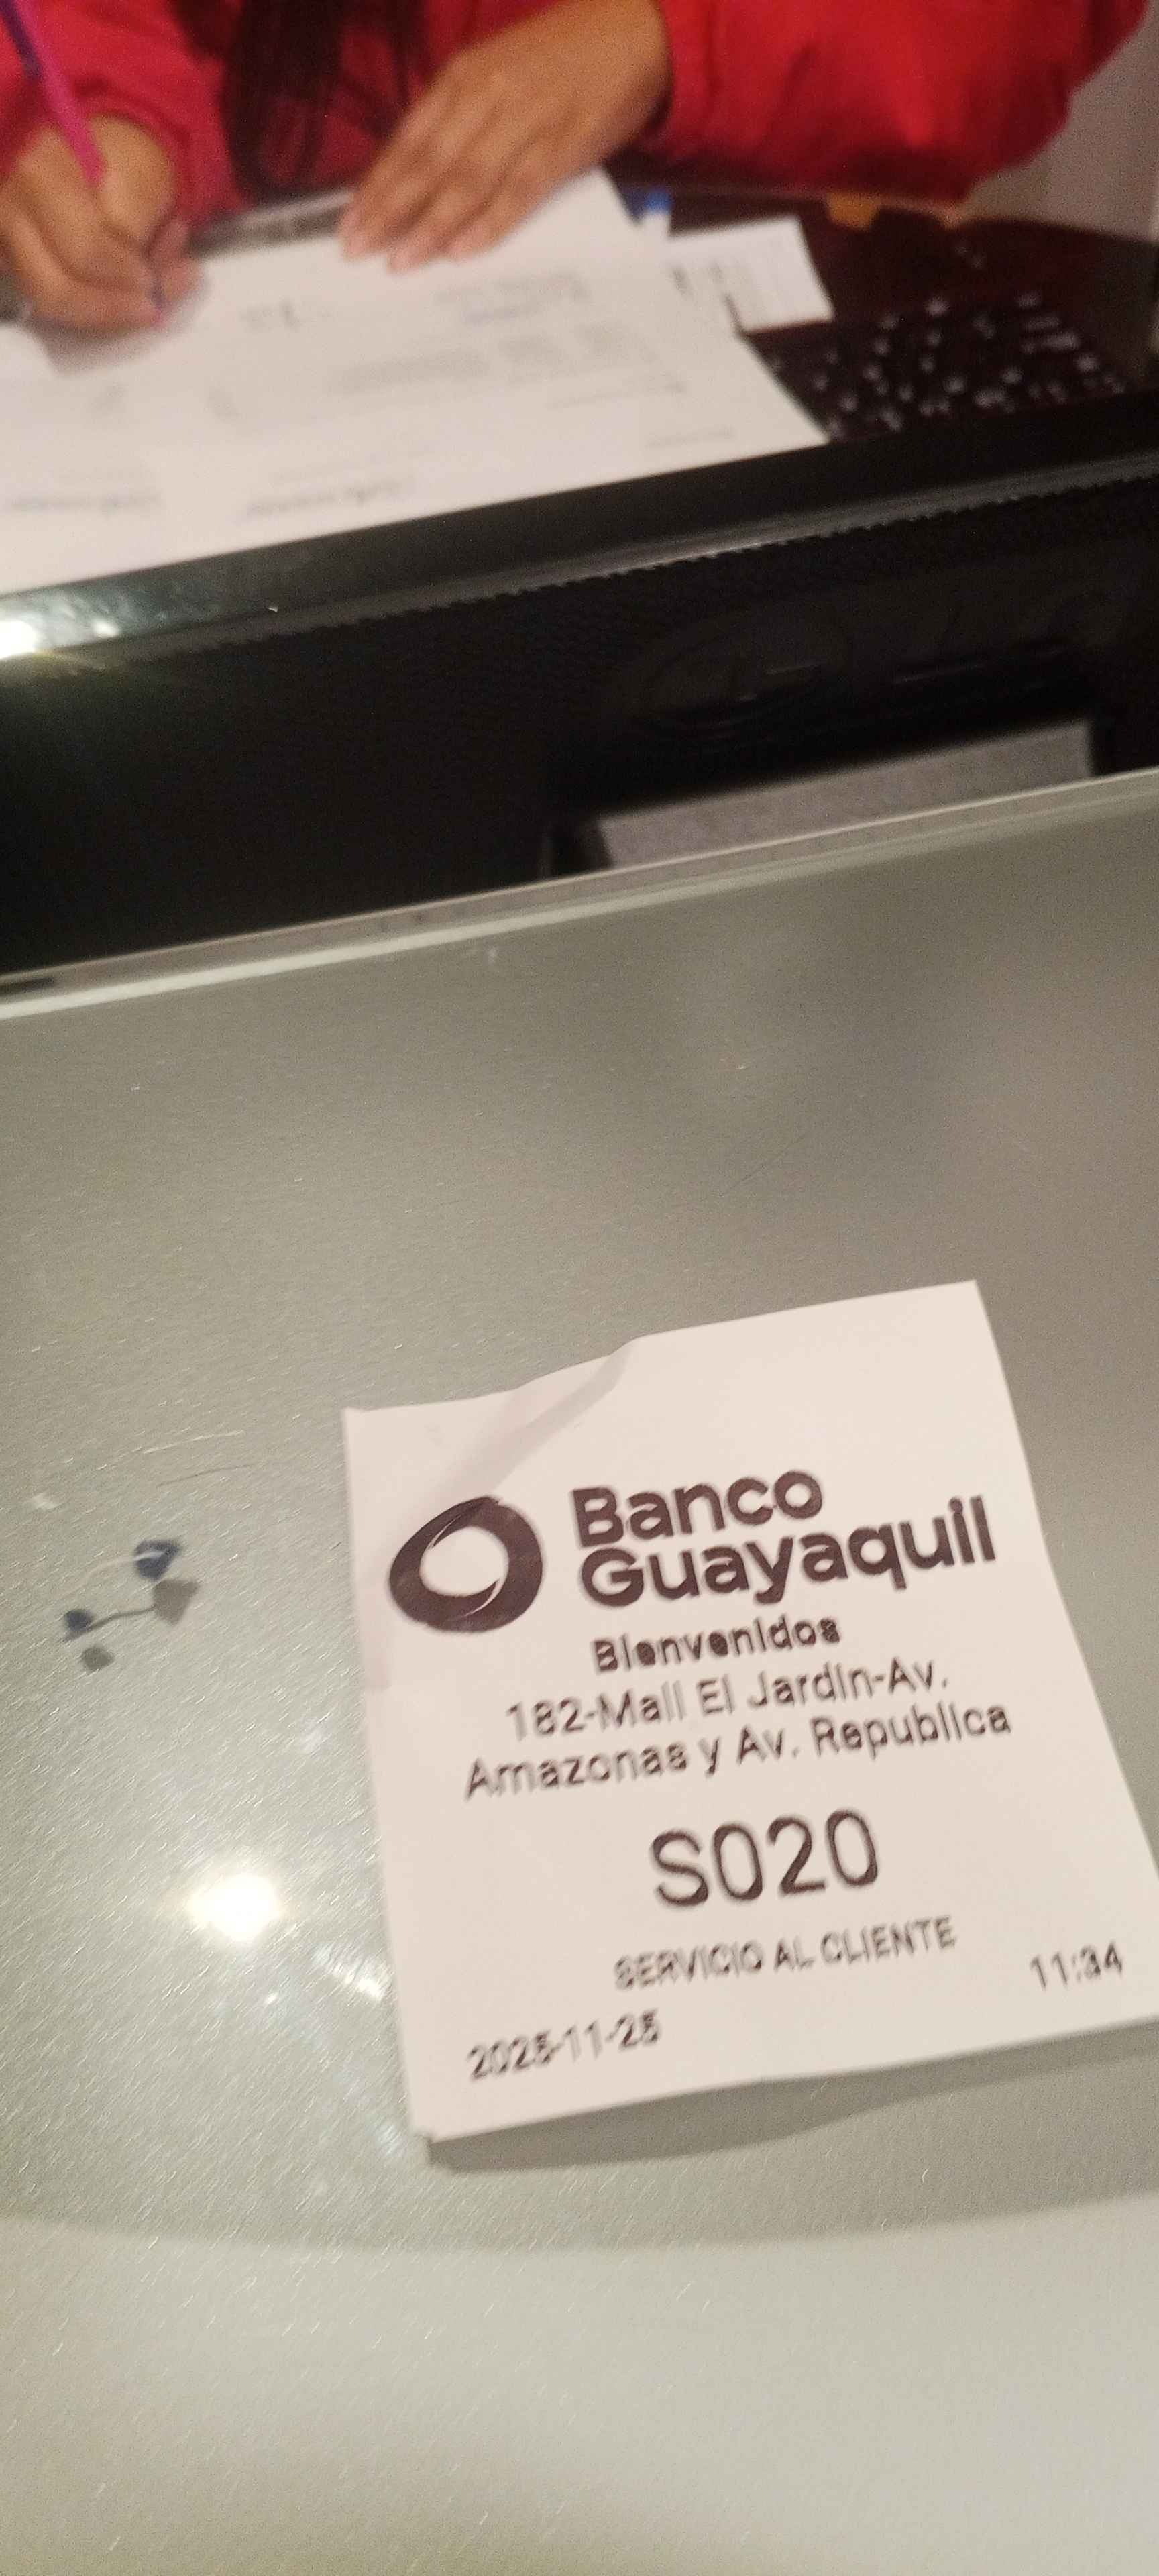 Banco
Guayaquil
Bienvenidos
182-Mall El Jardin-Av.
Amazonas y Av. Republica
S020
SERVICIO AL CLIENTE
11:34
2025-11-25